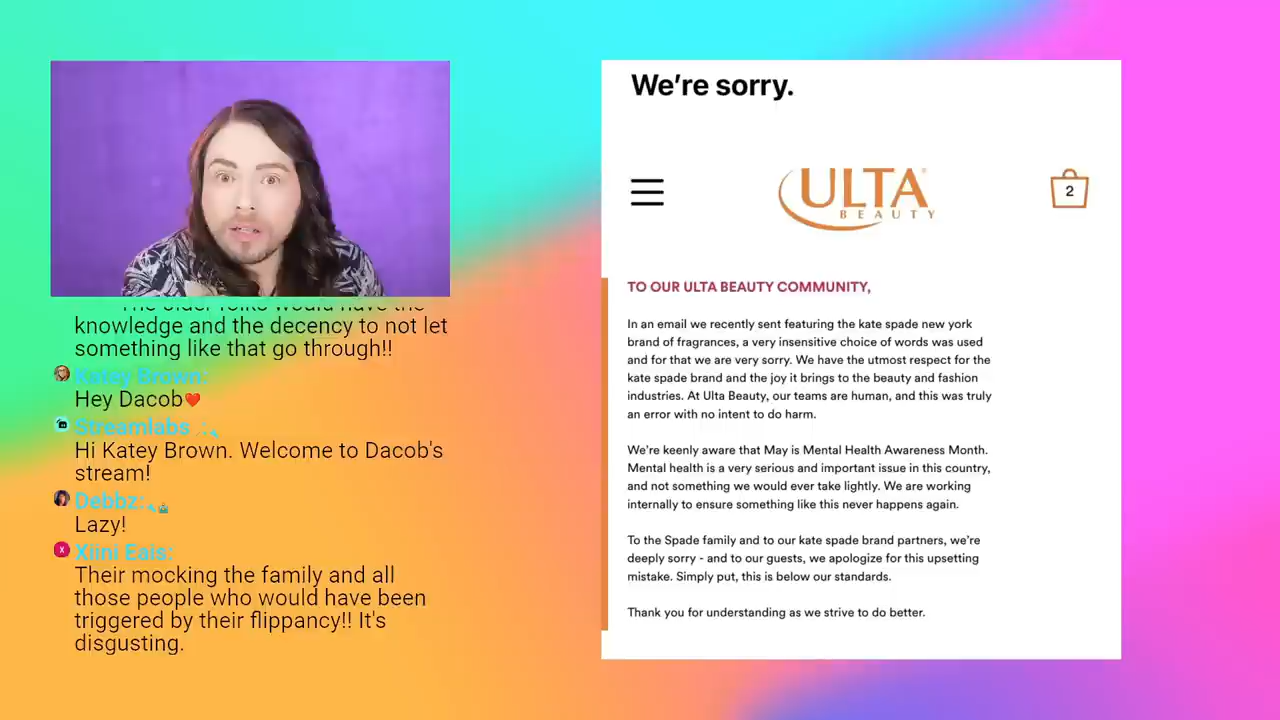 The older folks would have the
knowledge and the decency to not let
something like that go through!!
Katey Brown:
Hey Dacob
Streamlabs
Hi Katey Brown. Welcome to Dacob's
stream!
Debbz:
Lazy!
X
Xiini Eais:
Their mocking the family and all
those people who would have been
triggered by their flippancy!! It's
disgusting.
We're sorry.
ULTA
BEAUTY
2
TO OUR ULTA BEAUTY COMMUNITY,
In an email we recently sent featuring the kate spade new york
brand of fragrances, a very insensitive choice of words was used
and for that we are very sorry. We have the utmost respect for the
kate spade brand and the joy it brings to the beauty and fashion
industries. At Ulta Beauty, our teams are human, and this was truly
an error with no intent to do harm.
We're keenly aware that May is Mental Health Awareness Month.
Mental health is a very serious and important issue in this country,
and not something we would ever take lightly. We are working
internally to ensure something like this never happens again.
To the Spade family and to our kate spade brand partners, we're
deeply sorry - and to our guests, we apologize for this upsetting
mistake. Simply put, this is below our standards.
Thank you for understanding as we strive to do better.